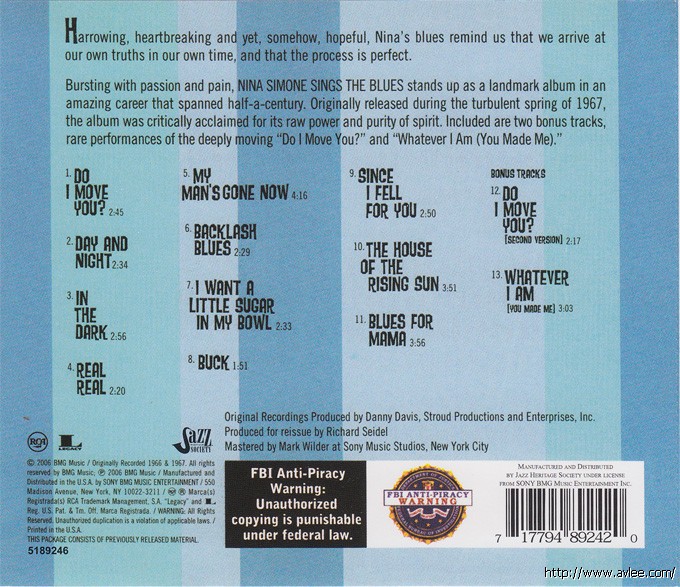 Harrowing, heartbreaking and yet, somehow, hopeful, Nina's blues remind us that we arrive at
our own truths in our own time, and that the process is perfect.
Bursting with passion and pain, NINA SIMONE SINGS THE BLUES stands up as a landmark album in an
amazing career that spanned half-a-century. Originally released during the turbulent spring of 1967,
the album was critically acclaimed for its raw power and purity of spirit. Included are two bonus tracks,
rare performances of the deeply moving "Do I Move You?" and "Whatever I Am (You Made Me)."
1. DO
I MOVE
YOU? 2:45
2. DAY AND
NIGHT 2:34
3. IN
THE
DARK 2:56
4. REAL
REAL 2:20
5. MY
MAN'S GONE NOW 4:16
6. BACKLASH
BLUES 2:29
7. I WANT A
LITTLE SUGAR
IN MY BOWL 2:33
8. BUCK 1:51
9. SINCE
I FELL
FOR YOU 2:50
10. THE HOUSE
OF THE
RISING SUN 3:51
11. BLUES FOR
MAMA 3:56
BONUS TRACKS
12. DO
I MOVE
YOU?
[SECOND VERSION] 2:17
13. WHATEVER
I AM
[YOU MADE ME] 3:03
Original Recordings Produced by Danny Davis, Stroud Productions and Enterprises, Inc.
Produced for reissue by Richard Seidel
Mastered by Mark Wilder at Sony Music Studios, New York City
RCA
L
LEGACY
Jazz
SOCIETY
© 2006 BMG Music / Originally Recorded 1966 & 1967. All rights
reserved by BMG Music; ℗ 2006 BMG Music / Manufactured and
Distributed in the U.S.A. by SONY BMG MUSIC ENTERTAINMENT / 550
Madison Avenue, New York, NY 10022-3211 / ® Marca(s)
Registrada(s) RCA Trademark Management, S.A. "Legacy" and L
Reg. U.S. Pat. & Tm. Off. Marca Registrada. / WARNING: All Rights
Reserved. Unauthorized duplication is a violation of applicable laws. /
Printed in the U.S.A.
THIS PACKAGE CONSISTS OF PREVIOUSLY RELEASED MATERIAL.
5189246
FBI Anti-Piracy
Warning:
Unauthorized
copying is punishable
under federal law.
FBI ANTI-PIRACY
WARNING
MANUFACTURED AND DISTRIBUTED
BY JAZZ HERITAGE SOCIETY UNDER LICENSE
FROM SONY BMG MUSIC ENTERTAINMENT INC.
7 17794 89242 0
http://www.avlee.com/